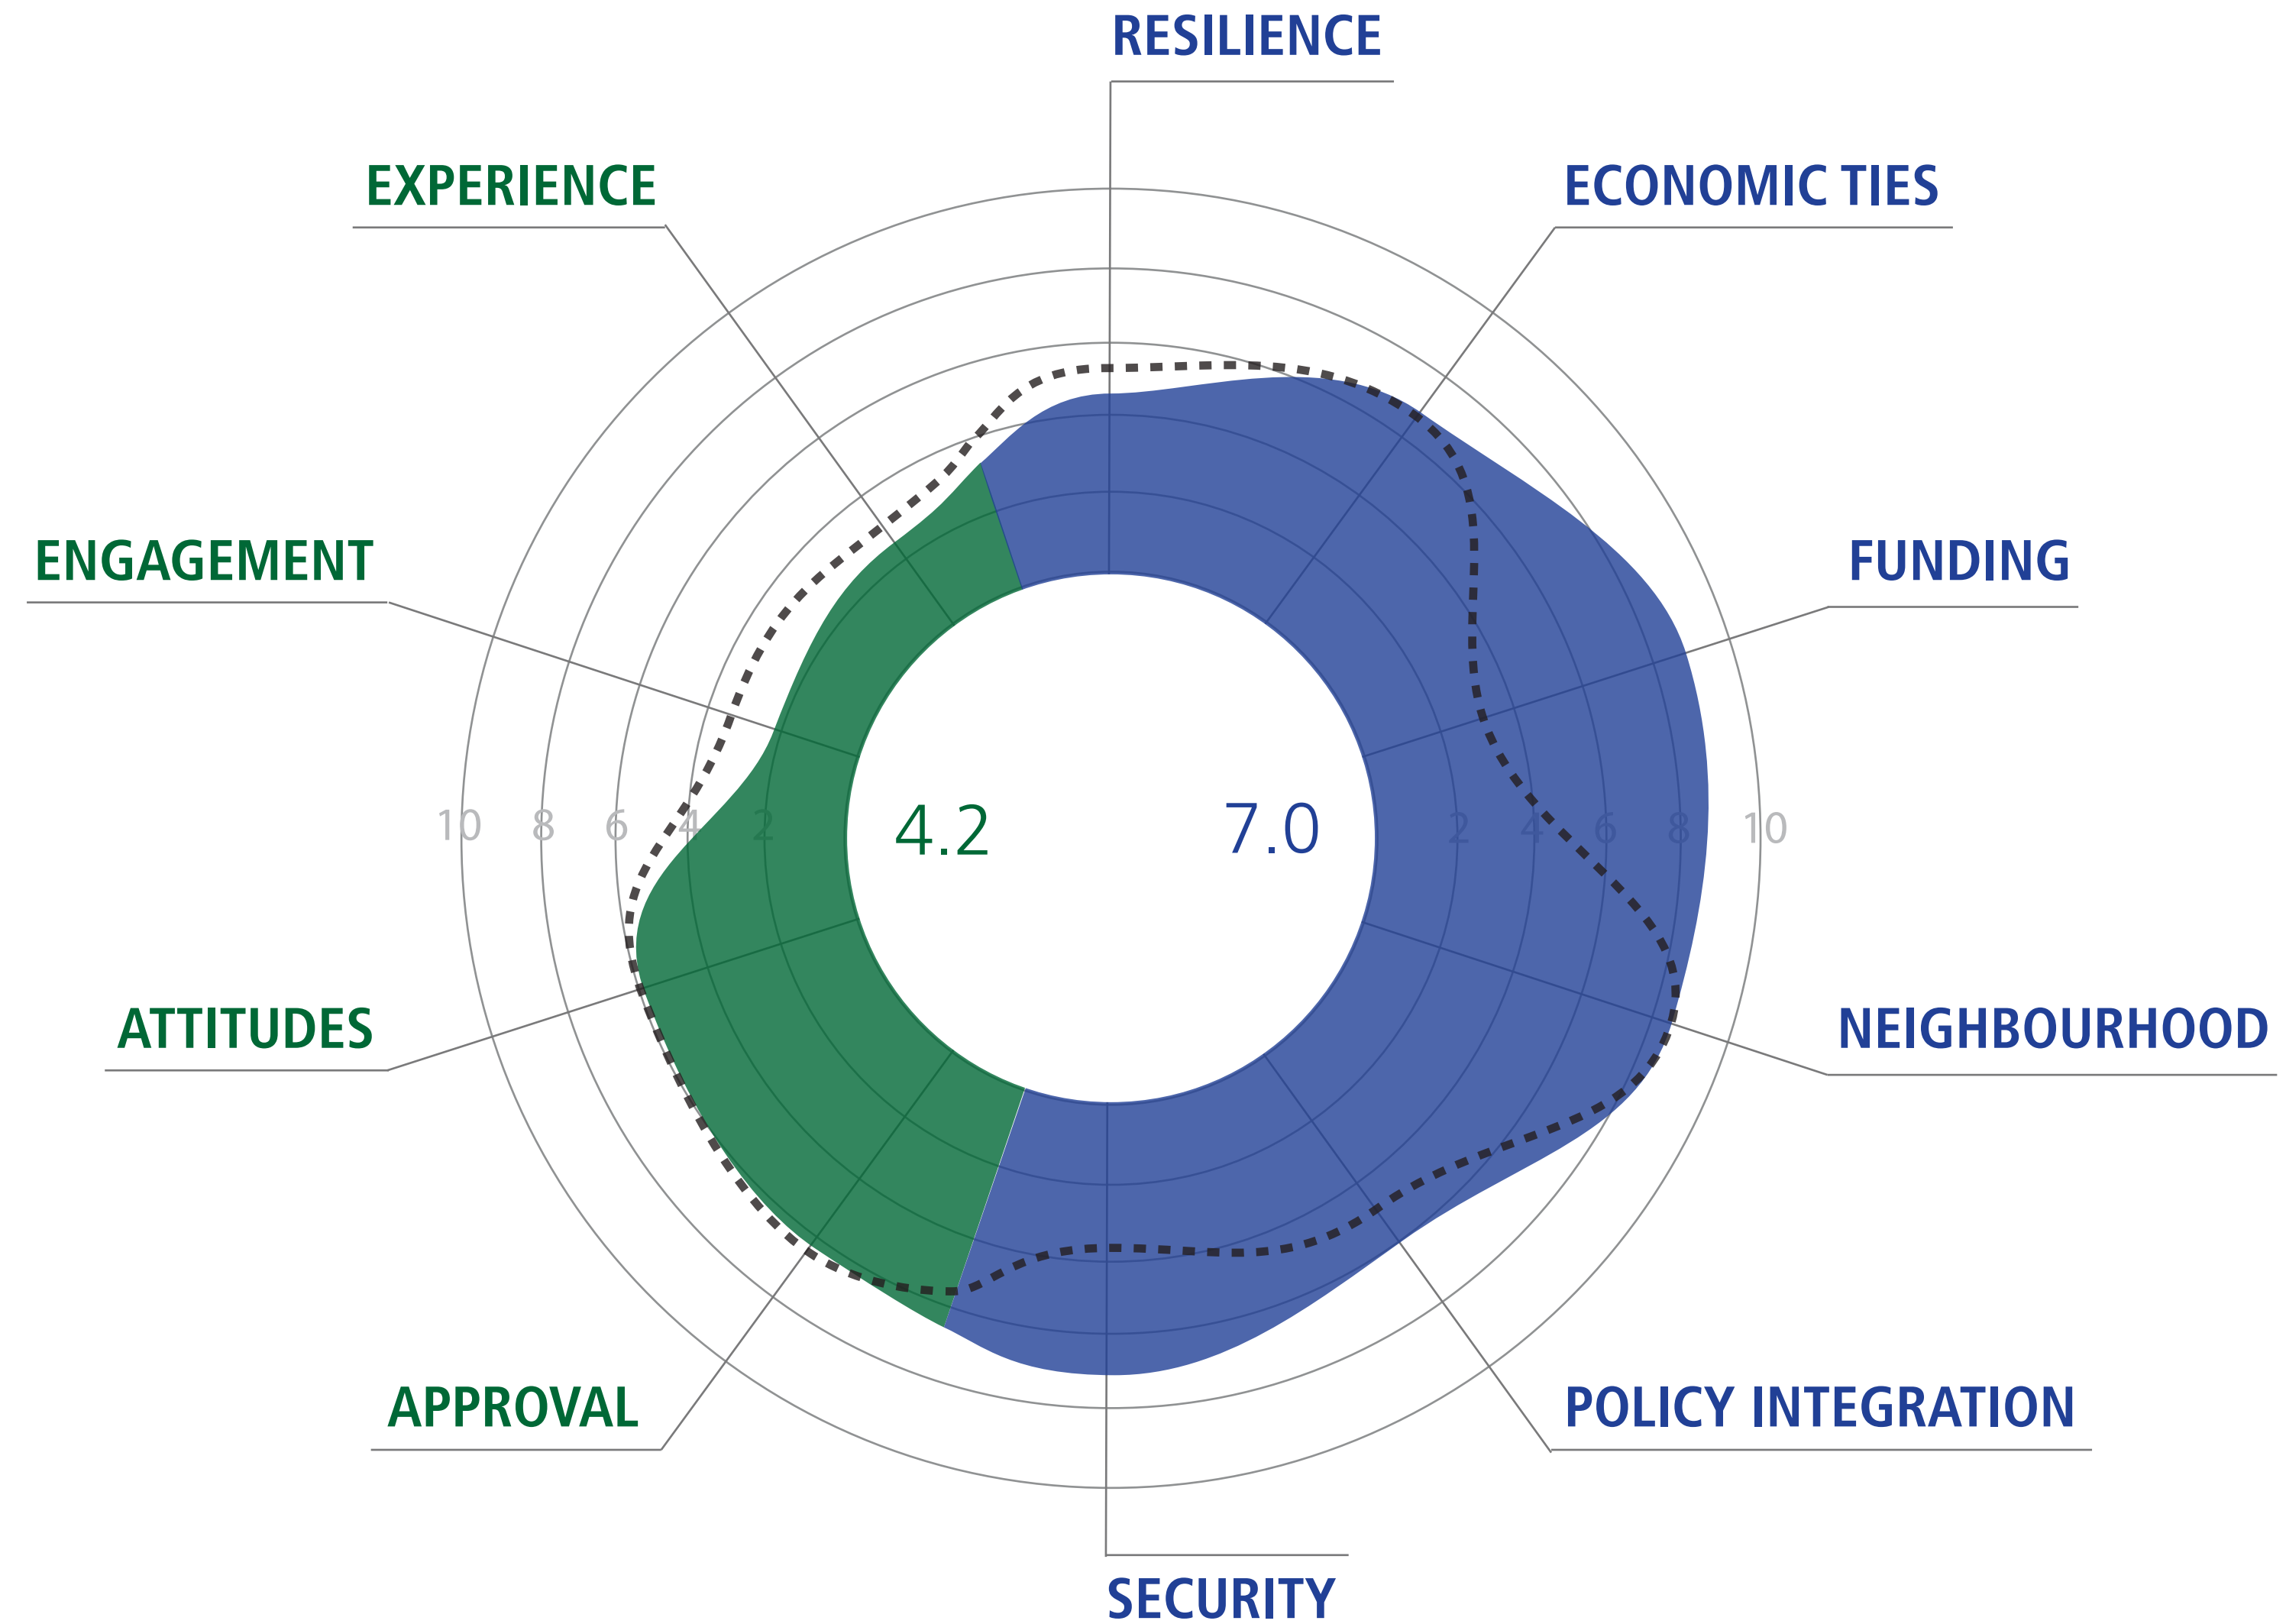 RESILIENCE
EXPERIENCE
ECONOMIC TIES
ENGAGEMENT
FUNDING
10 8 6 4 2 4.2 7.0 2 4 6 8 10
ATTITUDES
NEIGHBOURHOOD
APPROVAL
POLICY INTEGRATION
SECURITY